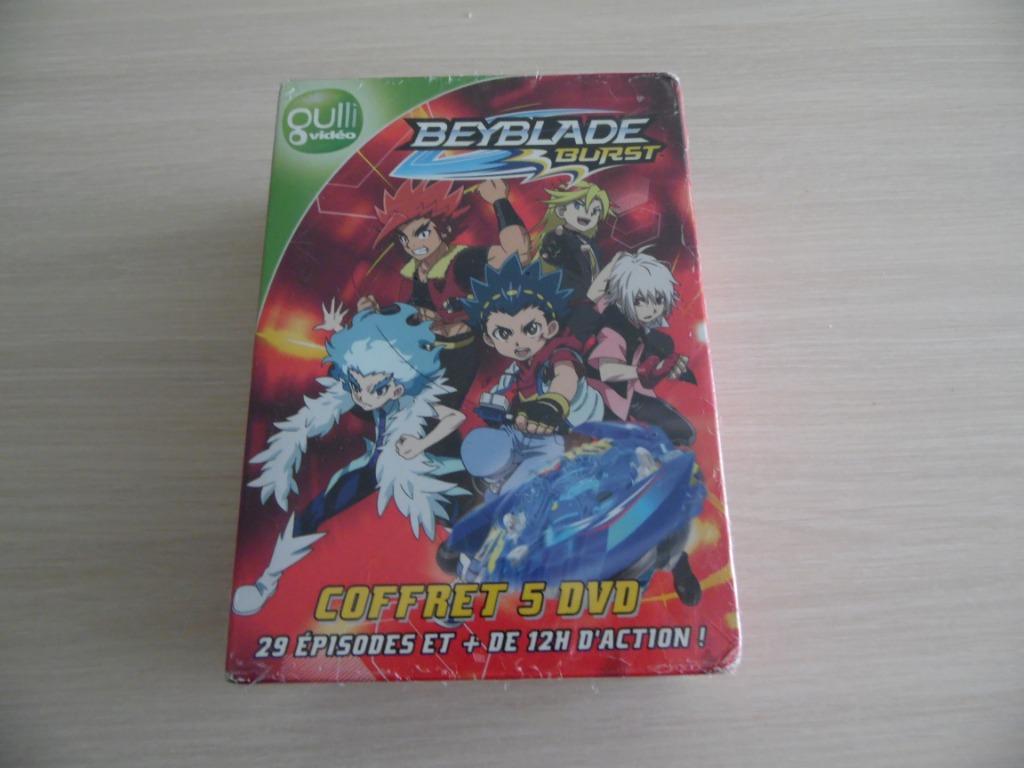 gulli
vidéo
BEYBLADE
BURST
COFFRET 5 DVD
29 ÉPISODES ET + DE 12H D'ACTION !